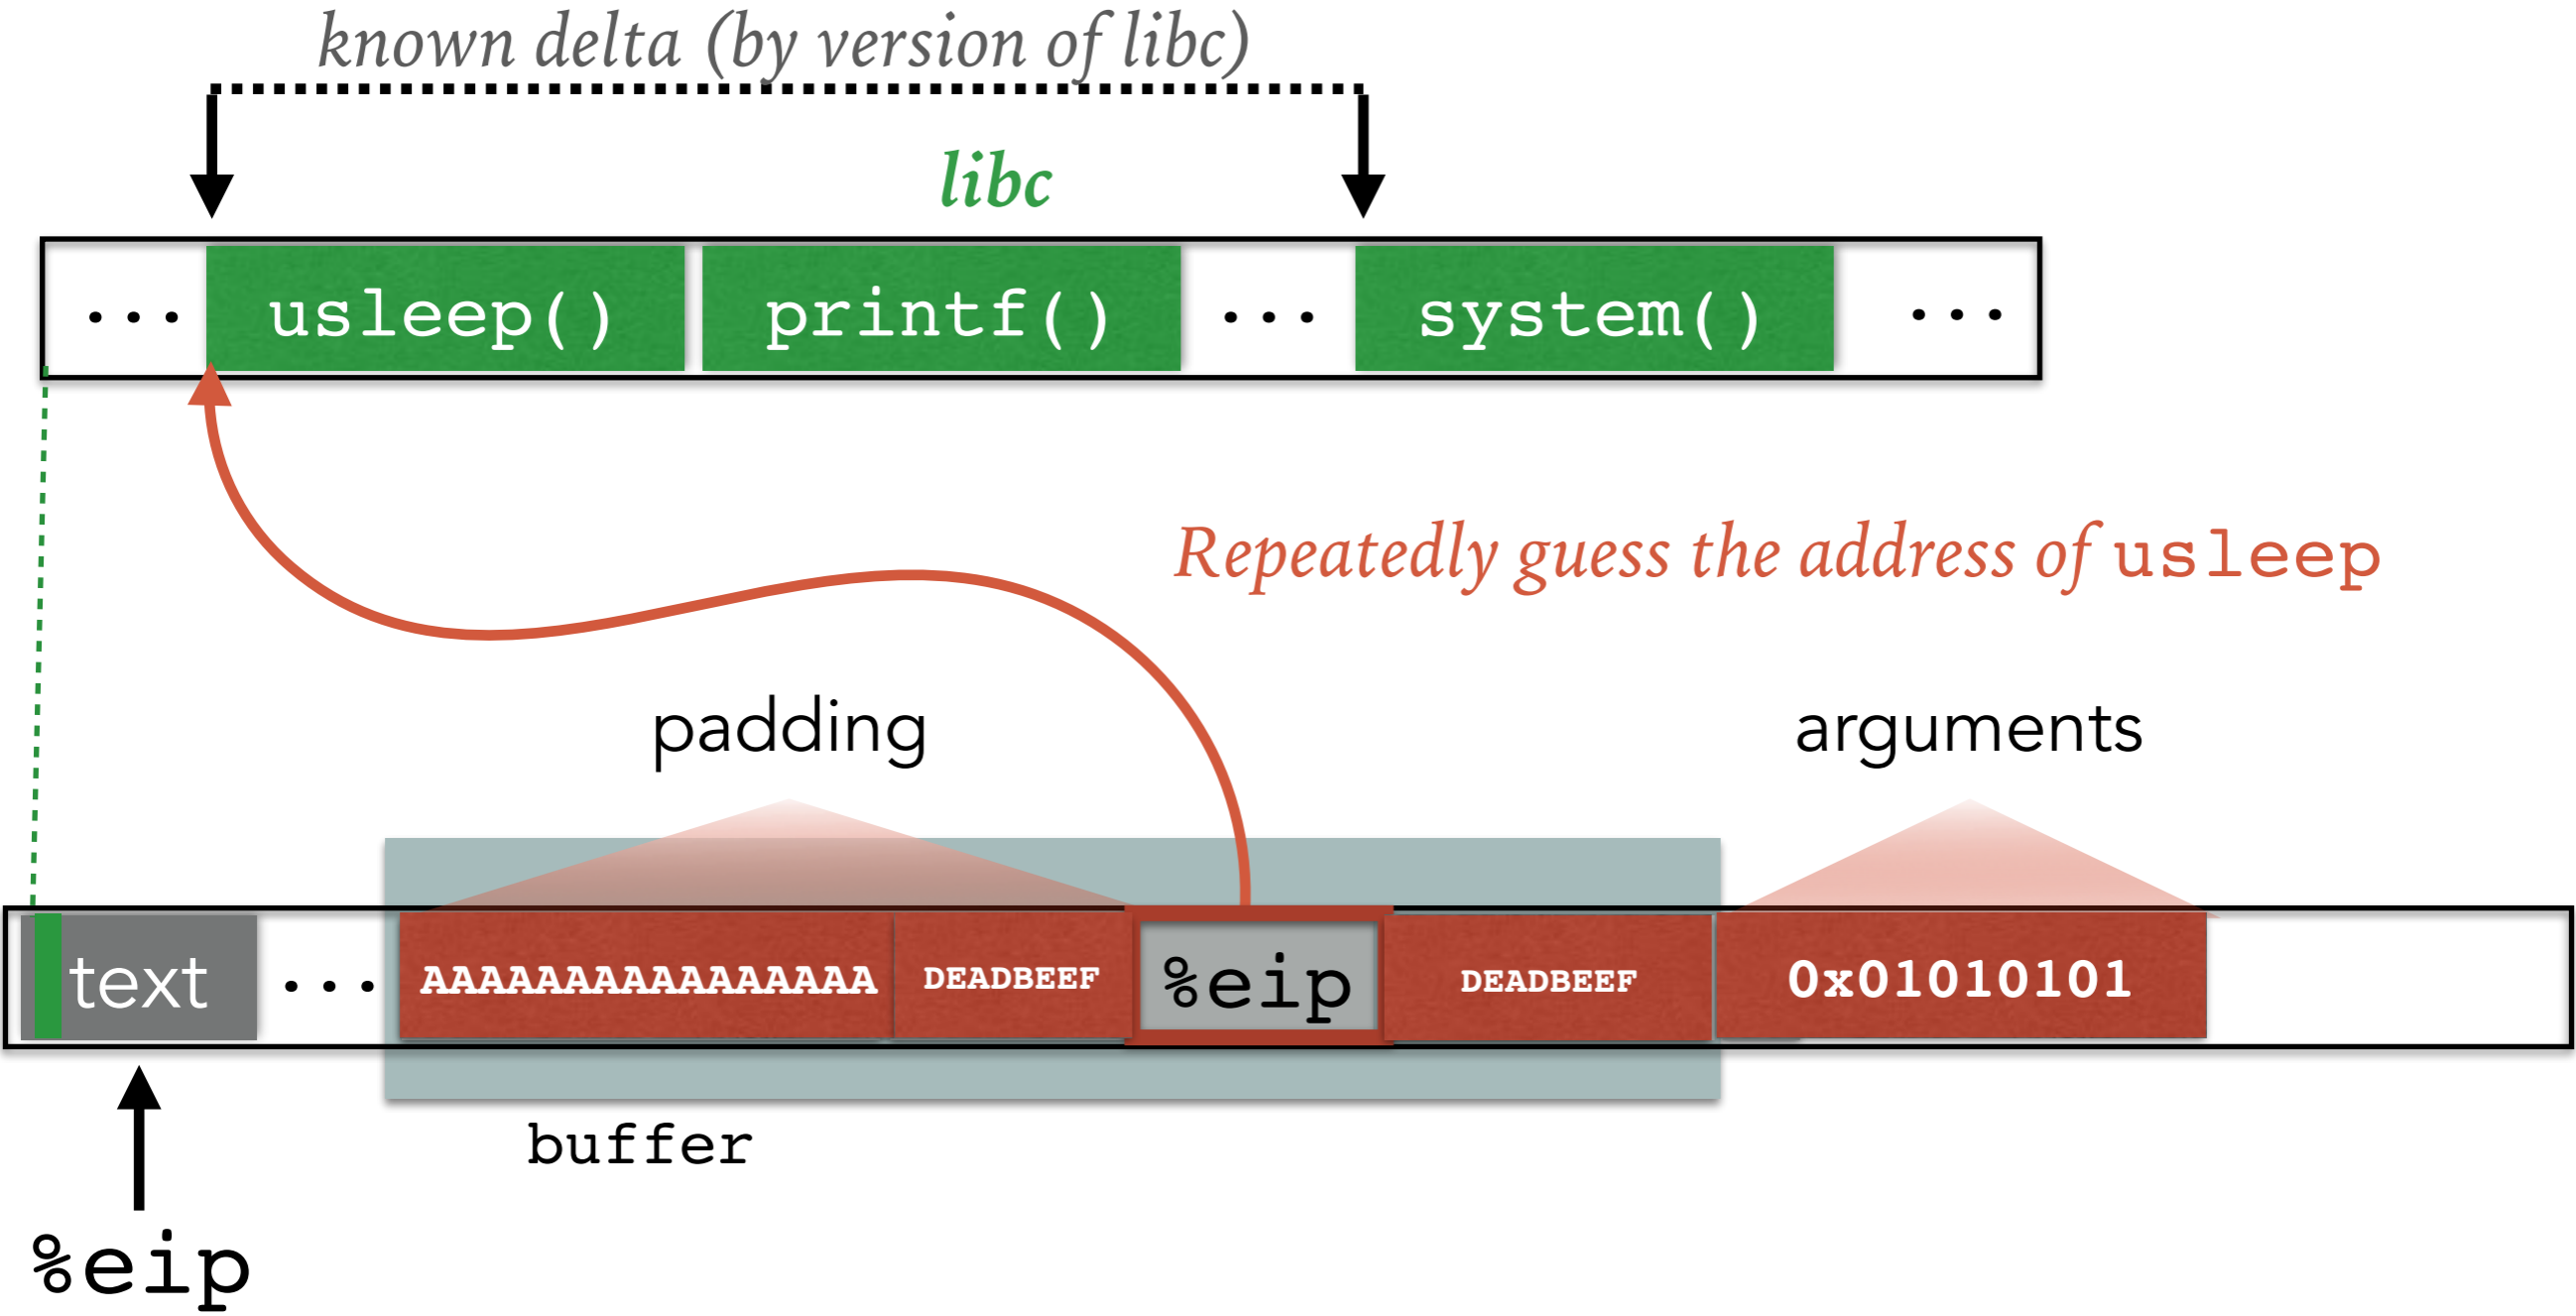 known delta (by version of libc)
libc
... usleep() printf() ... system() ...
Repeatedly guess the address of usleep
padding
arguments
text ... AAAAAAAAAAAAAAAA DEADBEEF %eip DEADBEEF 0x01010101
buffer
%eip